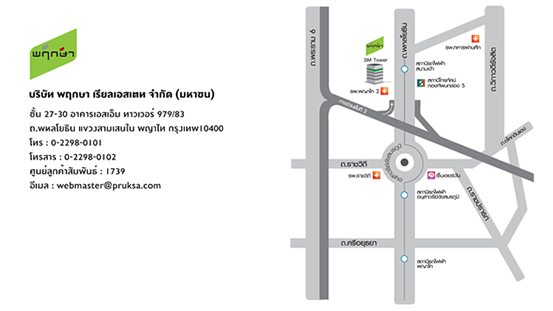 พฤกษา
บริษัท พฤกษา เรียลเอสเตท จำกัด (มหาชน)
ชั้น 27-30 อาคารเอสเอ็ม ทาวเวอร์ 979/83
ถ.พหลโยธิน แขวงสามเสนใน พญาไท กรุงเทพ10400
โทร : 0-2298-0101
โทรสาร : 0-2298-0102
ศูนย์ลูกค้าสัมพันธ์ : 1739
อีเมล : webmaster@pruksa.com
ถ.พระราม 6
พฤกษา
SM Tower
รพ.พญาไท 2
ถ.พหลโยธิน
รพ.ทหารผ่านศึก
สถานีรถไฟฟ้า
สนามเป้า
สถานีโทรทัศน์
กองทัพบกช่อง 5
ถ.วิภาวดีรังสิต
ทางด่วนขั้นที่ 2
ถ.ราชวิถี
รพ.ราชวิถี
อนุสาวรีย์ชัยสมรภูมิ
เซ็นเตอร์วัน
สถานีรถไฟฟ้า
อนุสาวรีย์ชัยสมรภูมิ
ถ.ราชปรารภ
ถ.ศรีอยุธยา
สถานีรถไฟฟ้า
พญาไท